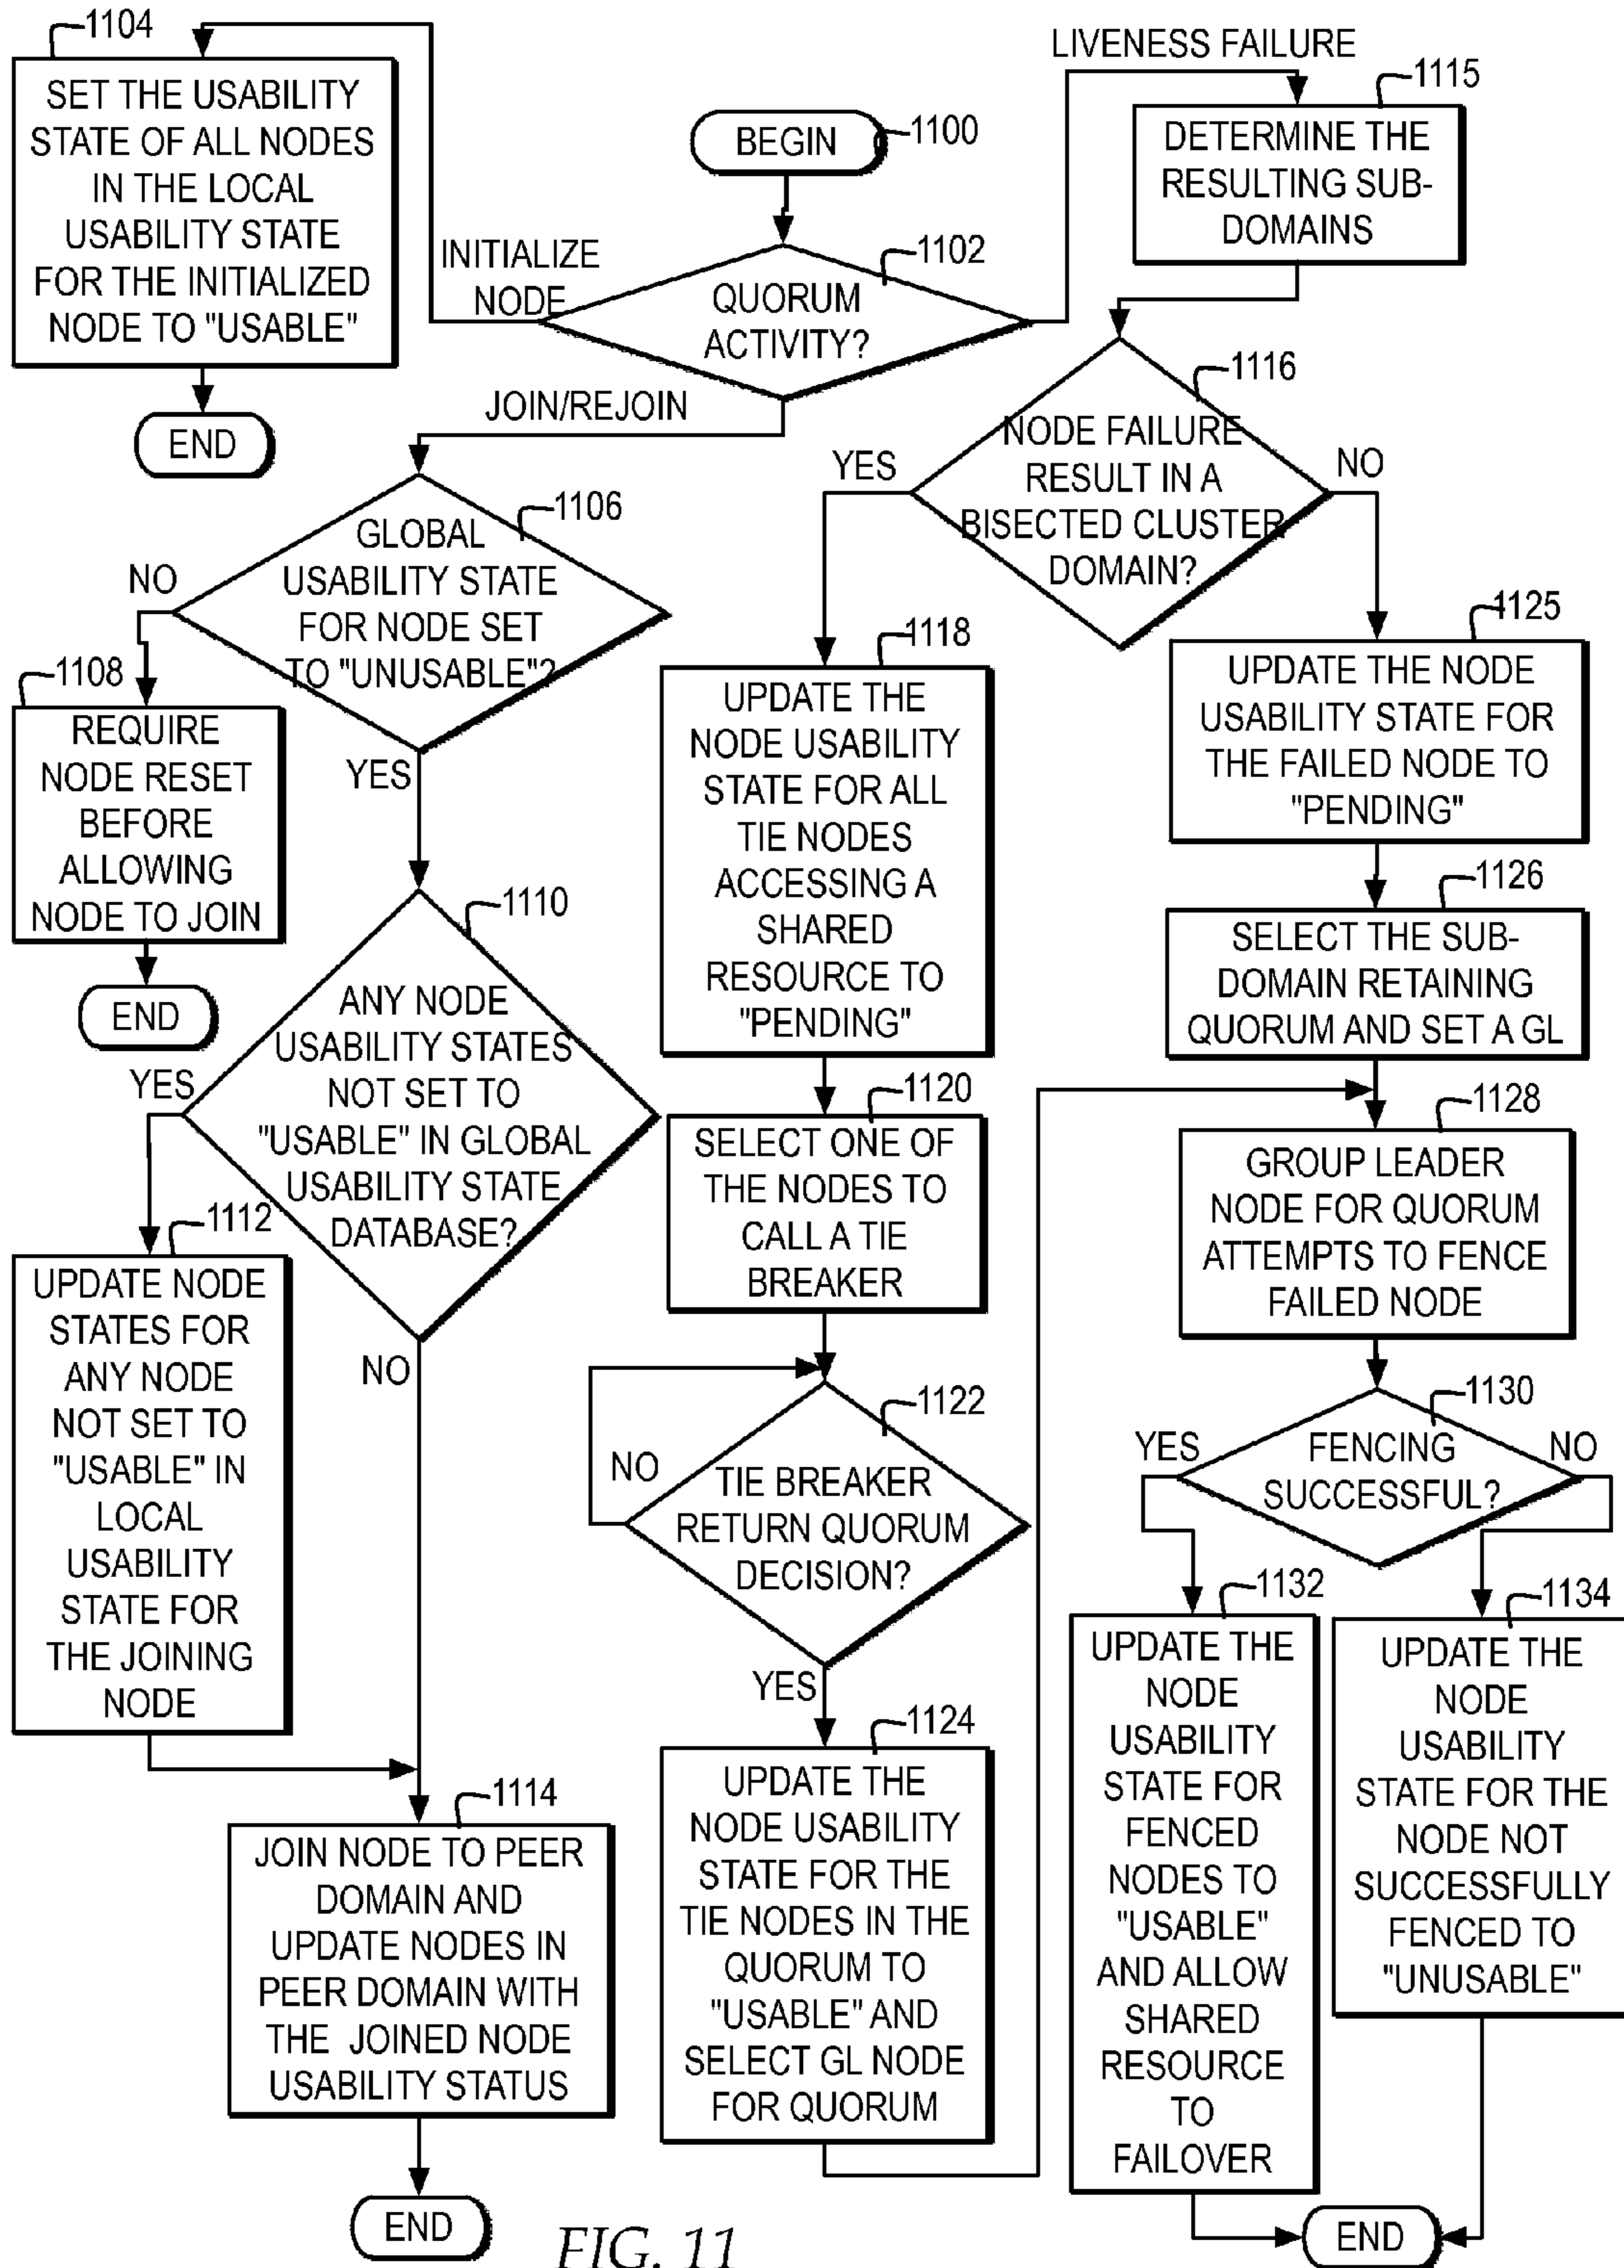 1104
SET THE USABILITY
STATE OF ALL NODES
IN THE LOCAL
USABILITY STATE
FOR THE INITIALIZED
NODE TO "USABLE"
END
BEGIN
1100
INITIALIZE
NODE
QUORUM
ACTIVITY?
1102
LIVENESS FAILURE
1115
DETERMINE THE
RESULTING SUB-
DOMAINS
JOIN/REJOIN
1106
GLOBAL
USABILITY STATE
FOR NODE SET
TO "UNUSABLE"?
NO
YES
1108
REQUIRE
NODE RESET
BEFORE
ALLOWING
NODE TO JOIN
END
1110
ANY NODE
USABILITY STATES
NOT SET TO
"USABLE" IN GLOBAL
USABILITY STATE
DATABASE?
YES
NO
1112
UPDATE NODE
STATES FOR
ANY NODE
NOT SET TO
"USABLE" IN
LOCAL
USABILITY
STATE FOR
THE JOINING
NODE
1114
JOIN NODE TO PEER
DOMAIN AND
UPDATE NODES IN
PEER DOMAIN WITH
THE JOINED NODE
USABILITY STATUS
END
1116
NODE FAILURE
RESULT IN A
BISECTED CLUSTER
DOMAIN?
YES
NO
1118
UPDATE THE
NODE USABILITY
STATE FOR ALL
TIE NODES
ACCESSING A
SHARED
RESOURCE TO
"PENDING"
1120
SELECT ONE OF
THE NODES TO
CALL A TIE
BREAKER
1122
TIE BREAKER
RETURN QUORUM
DECISION?
NO
YES
1124
UPDATE THE
NODE USABILITY
STATE FOR THE
TIE NODES IN THE
QUORUM TO
"USABLE" AND
SELECT GL NODE
FOR QUORUM
1125
UPDATE THE NODE
USABILITY STATE FOR
THE FAILED NODE TO
"PENDING"
1126
SELECT THE SUB-
DOMAIN RETAINING
QUORUM AND SET A GL
1128
GROUP LEADER
NODE FOR QUORUM
ATTEMPTS TO FENCE
FAILED NODE
1130
FENCING
SUCCESSFUL?
YES
NO
1132
UPDATE THE
NODE
USABILITY
STATE FOR
FENCED
NODES TO
"USABLE"
AND ALLOW
SHARED
RESOURCE
TO
FAILOVER
1134
UPDATE THE
NODE
USABILITY
STATE FOR THE
NODE NOT
SUCCESSFULLY
FENCED TO
"UNUSABLE"
END
FIG. 11